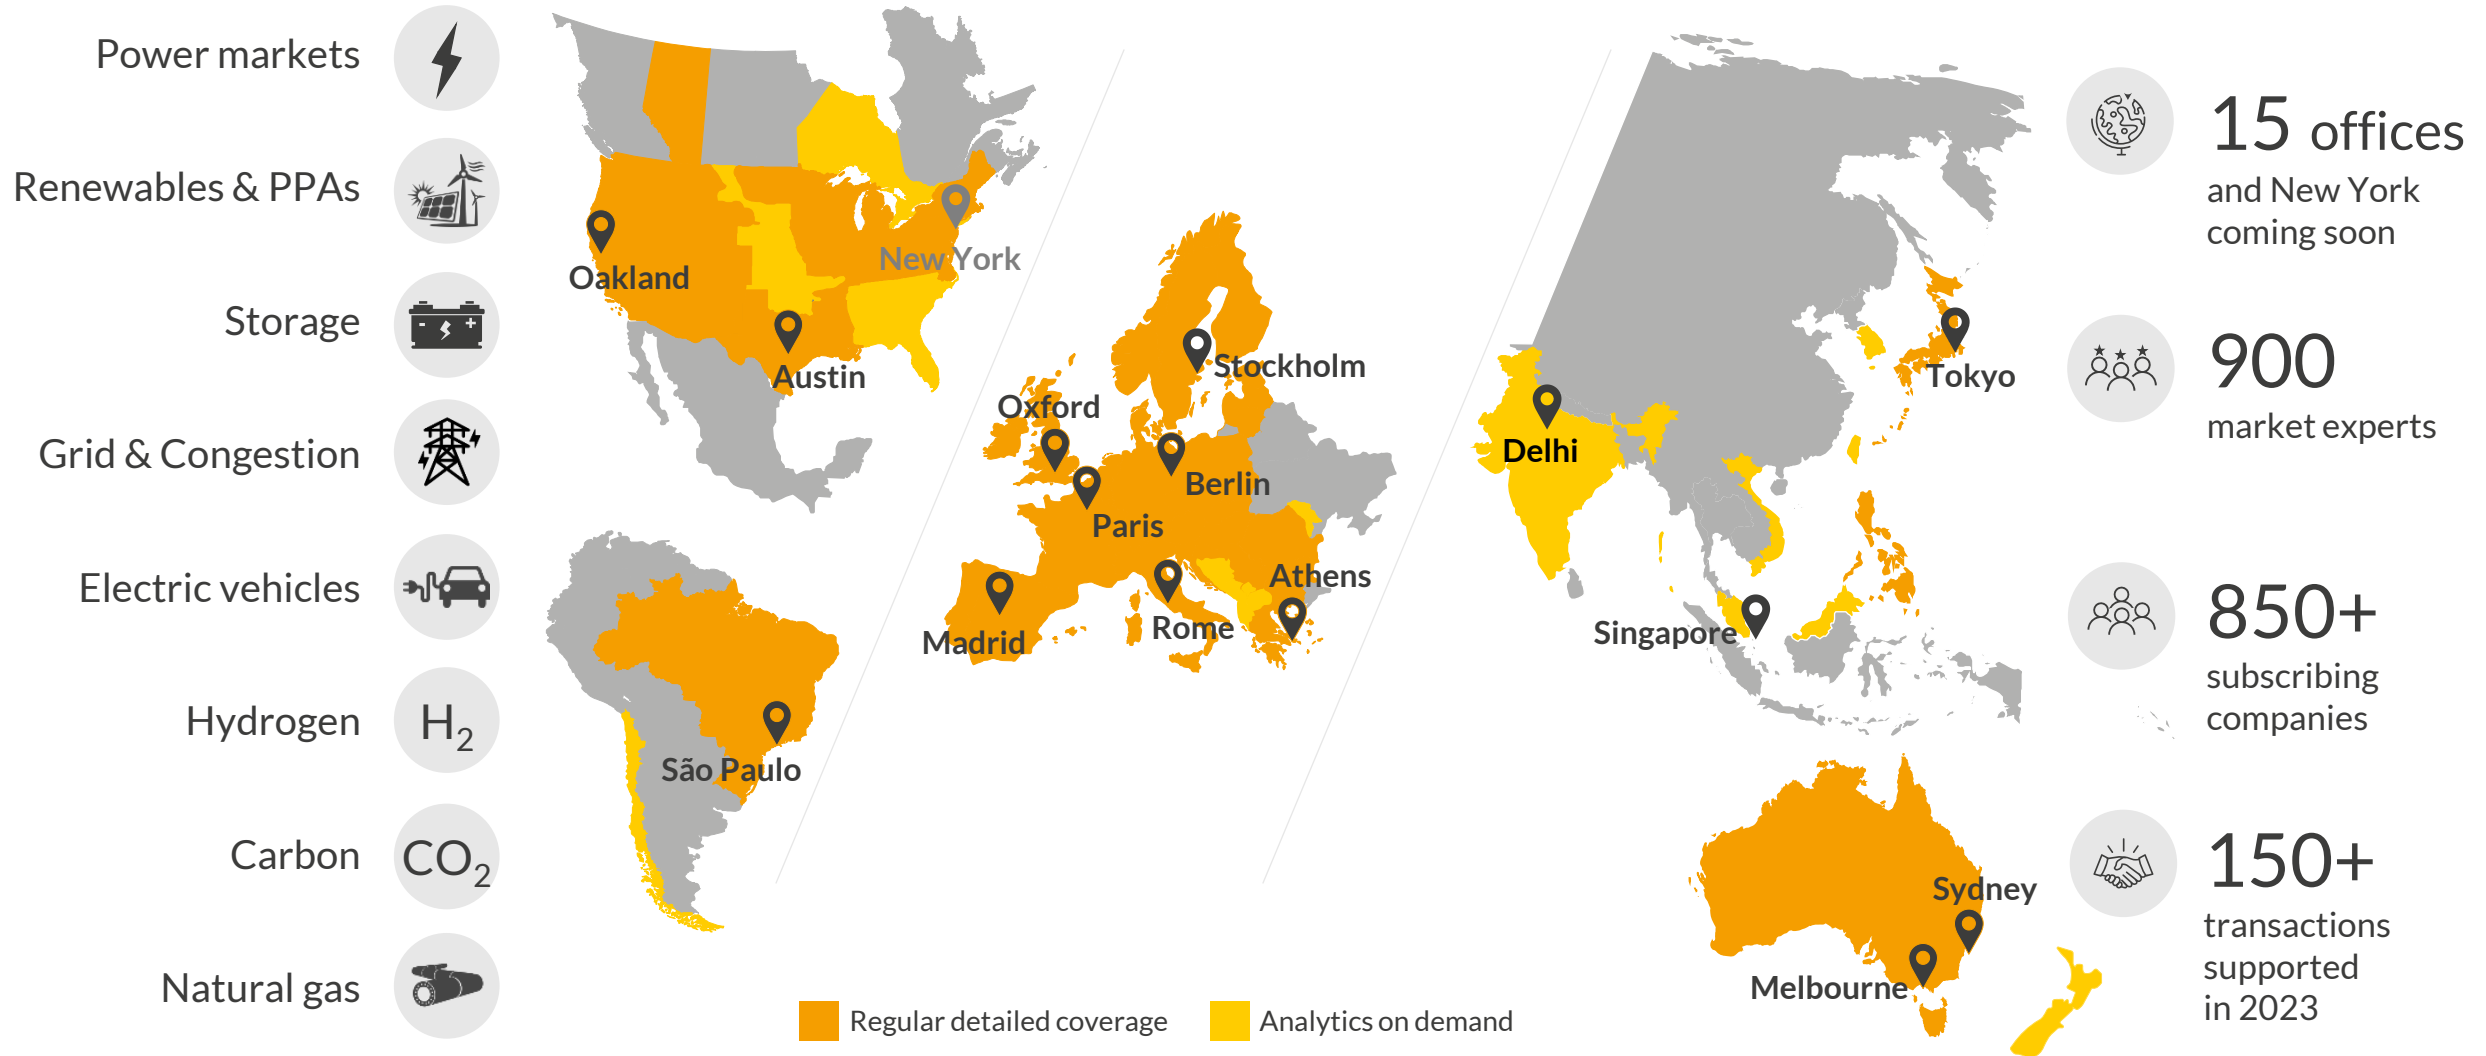 Power markets
Renewables & PPAs
Storage
Grid & Congestion
Electric vehicles
Hydrogen
H2
Carbon
CO2
Natural gas
Oakland
New York
Austin
São Paulo
Stockholm
Oxford
Berlin
Paris
Athens
Madrid
Rome
Delhi
Tokyo
Singapore
Sydney
Melbourne
Regular detailed coverage
Analytics on demand
15 offices
and New York
coming soon
900
market experts
850+
subscribing
companies
150+
transactions
supported
in 2023